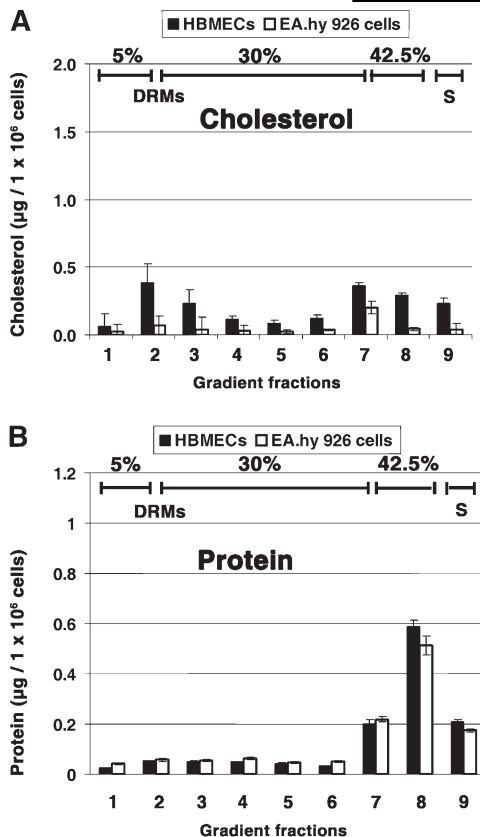 A
HBMECs EA.hy 926 cells
5% 30% 42.5%
DRMs S
Cholesterol
Cholesterol (µg / 1 x 10⁶ cells)
2.0
1.5
1.0
0.5
0.0
1 2 3 4 5 6 7 8 9
Gradient fractions
B
HBMECs EA.hy 926 cells
5% 30% 42.5%
DRMs S
Protein
Protein (µg / 1 x 10⁶ cells)
1.2
1
0.8
0.6
0.4
0.2
0
1 2 3 4 5 6 7 8 9
Gradient fractions